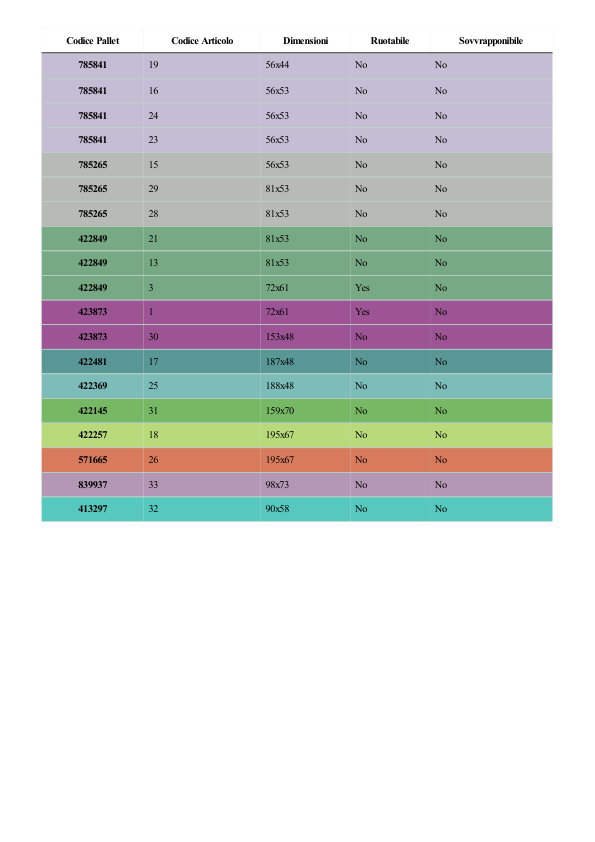 Codice Pallet Codice Articolo Dimensioni Ruotabile Sovvrapponibile
785841 19 56x44 No No
785841 16 56x53 No No
785841 24 56x53 No No
785841 23 56x53 No No
785265 15 56x53 No No
785265 29 81x53 No No
785265 28 81x53 No No
422849 21 81x53 No No
422849 13 81x53 No No
422849 3 72x61 Yes No
423873 1 72x61 Yes No
423873 30 153x48 No No
422481 17 187x48 No No
422369 25 188x48 No No
422145 31 159x70 No No
422257 18 195x67 No No
571665 26 195x67 No No
839937 33 98x73 No No
413297 32 90x58 No No